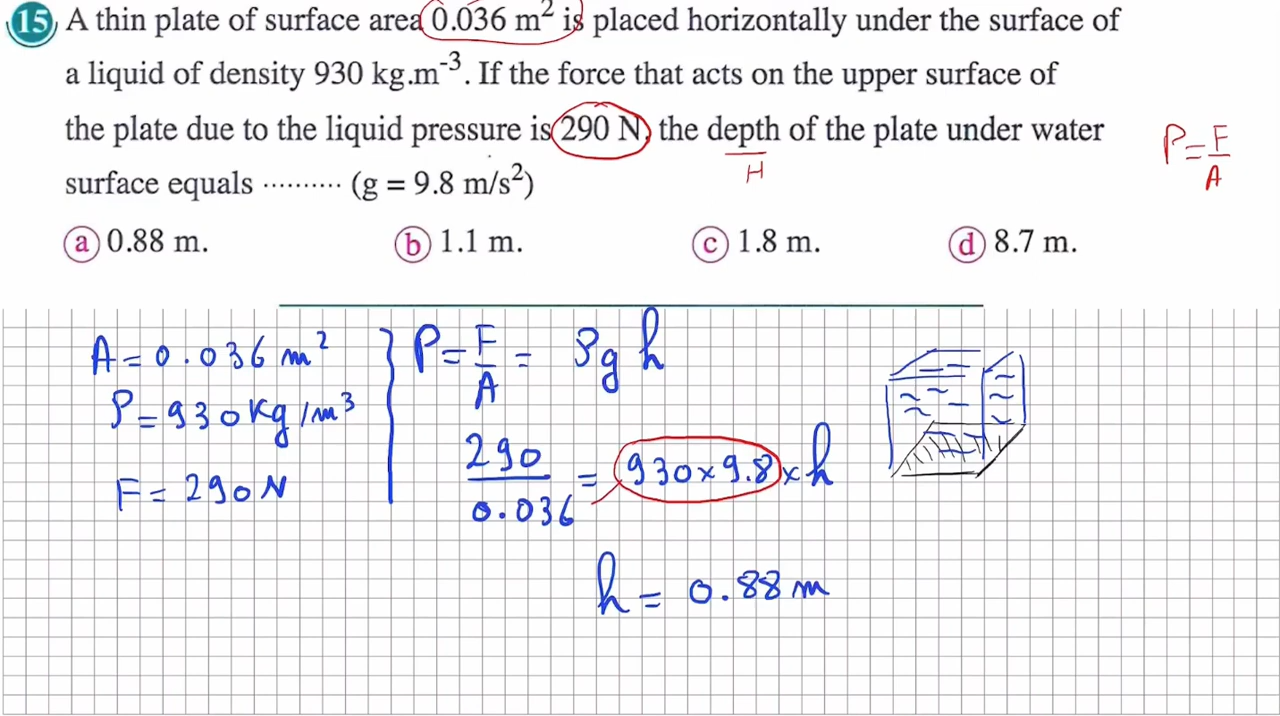 15 A thin plate of surface area 0.036 m² is placed horizontally under the surface of
a liquid of density 930 kg.m⁻³. If the force that acts on the upper surface of
the plate due to the liquid pressure is 290 N, the depth of the plate under water
H
P = F/A
surface equals ·········· (g = 9.8 m/s²)
a 0.88 m. b 1.1 m. c 1.8 m. d 8.7 m.
A = 0.036 m²
ρ = 930 kg/m³
F = 290 N
P = F/A = ρ g h
290/0.036 = 930 × 9.8 × h
h = 0.88 m